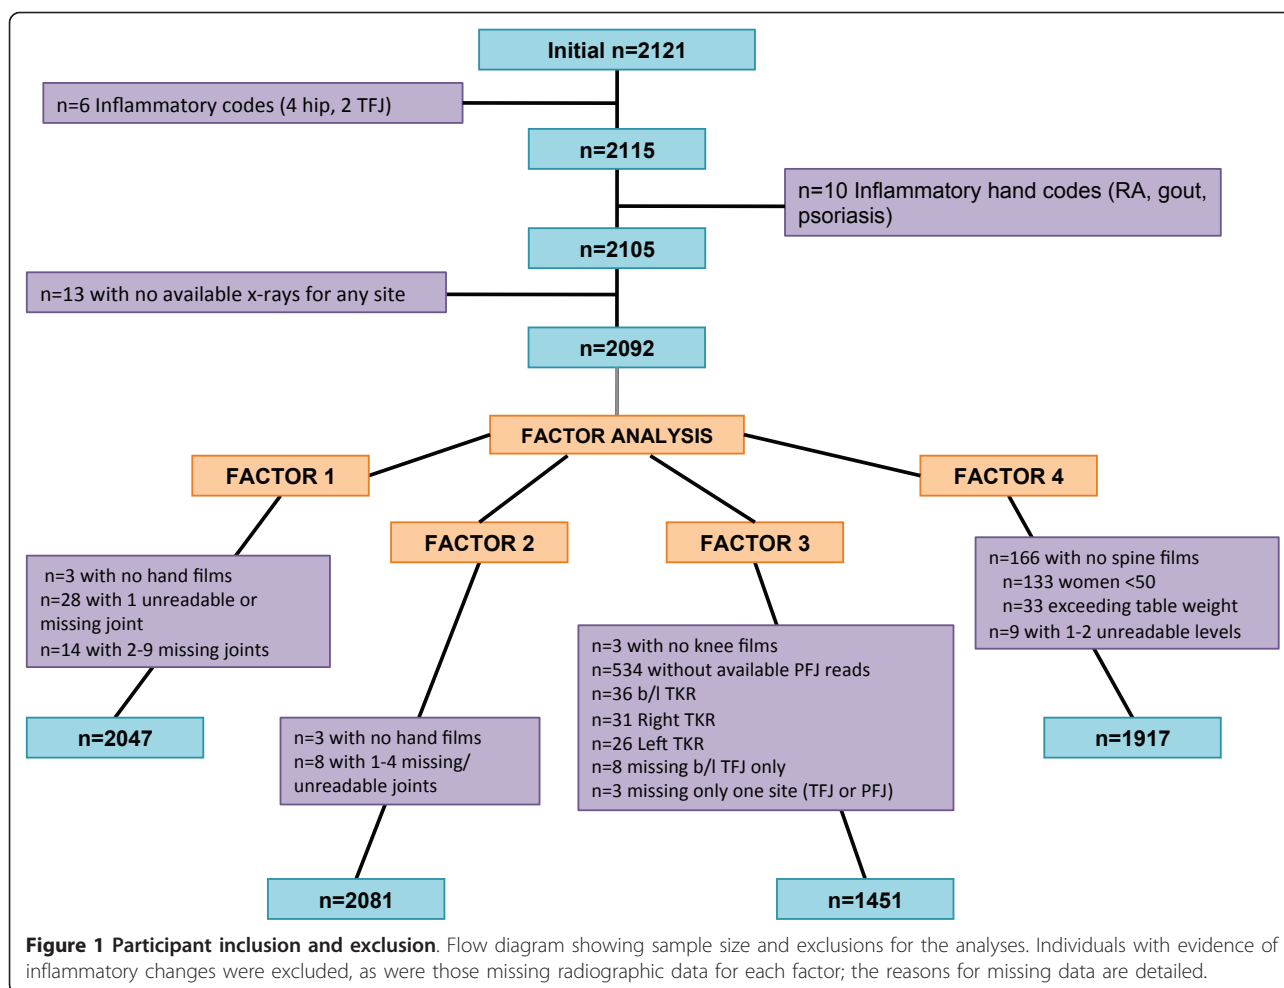 Initial n=2121
n=6 Inflammatory codes (4 hip, 2 TFJ)
n=2115
n=10 Inflammatory hand codes (RA, gout,
psoriasis)
n=2105
n=13 with no available x-rays for any site
n=2092
FACTOR ANALYSIS
FACTOR 1
FACTOR 4
FACTOR 2
FACTOR 3
n=3 with no hand films
n=28 with 1 unreadable or
missing joint
n=14 with 2-9 missing joints
n=166 with no spine films
n=133 women <50
n=33 exceeding table weight
n=9 with 1-2 unreadable levels
n=3 with no knee films
n=534 without available PFJ reads
n=36 b/l TKR
n=31 Right TKR
n=26 Left TKR
n=8 missing b/l TFJ only
n=3 missing only one site (TFJ or PFJ)
n=2047
n=3 with no hand films
n=8 with 1-4 missing/
unreadable joints
n=1917
n=2081
n=1451
Figure 1 Participant inclusion and exclusion. Flow diagram showing sample size and exclusions for the analyses. Individuals with evidence of
inflammatory changes were excluded, as were those missing radiographic data for each factor; the reasons for missing data are detailed.